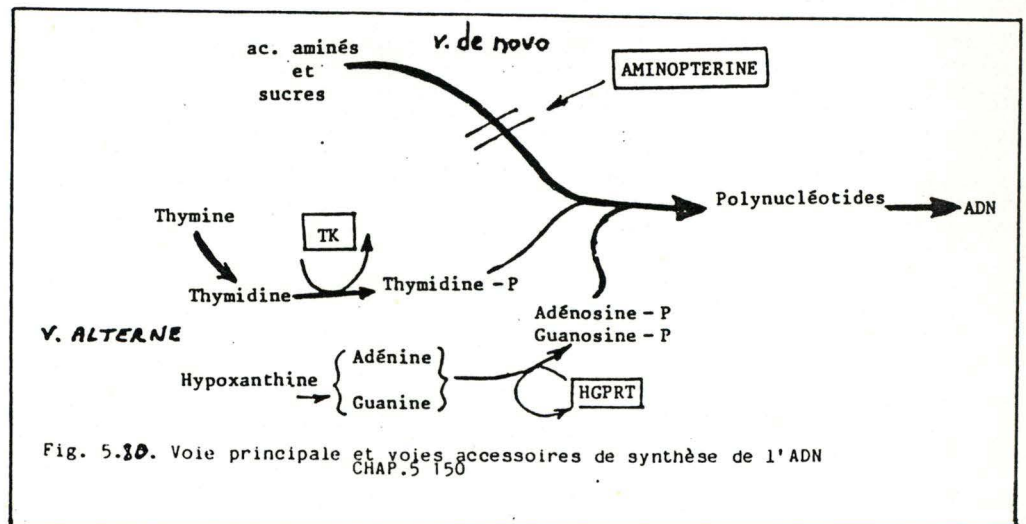 v. de novo
ac. aminés
et
sucres
AMINOPTERINE
Polynucléotides
ADN
Thymine
TK
Thymidine
Thymidine - P
Adénosine - P
Guanosine - P
V. ALTERNE
Hypoxanthine
Adénine
Guanine
HGPRT
Fig. 5.80. Voie principale et voies accessoires de synthèse de l'ADN
CHAP.5 150